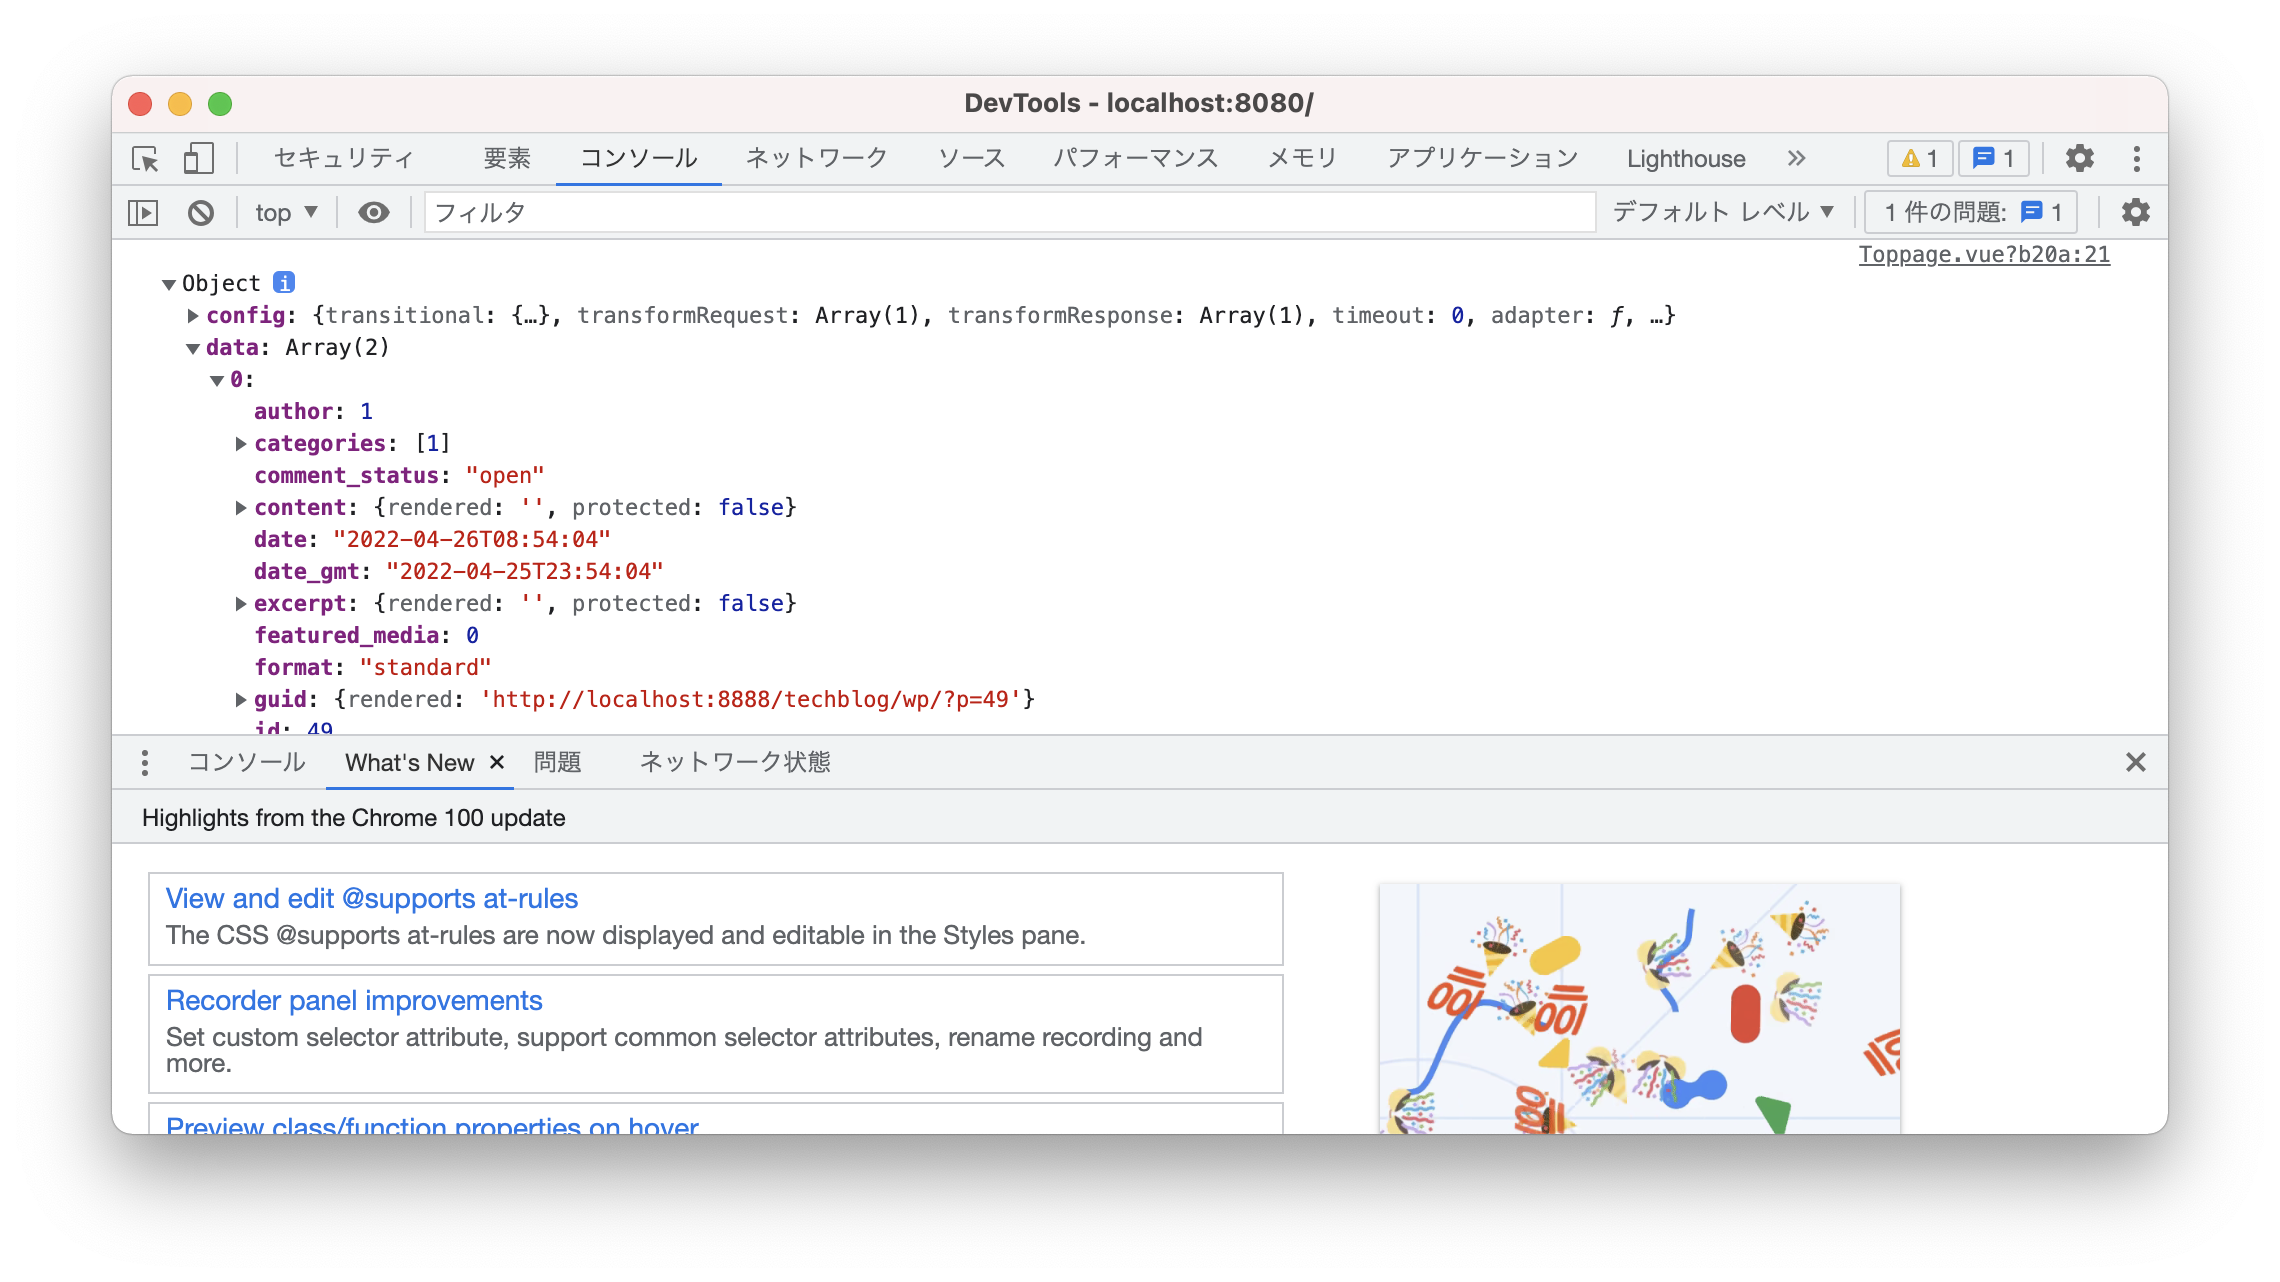 DevTools - localhost:8080/
セキュリティ 要素 コンソール ネットワーク ソース パフォーマンス メモリ アプリケーション Lighthouse » 1 1
top ▼ フィルタ デフォルト レベル ▼ 1 件の問題: 1
Toppage.vue?b20a:21
▼Object i
▶config: {transitional: {…}, transformRequest: Array(1), transformResponse: Array(1), timeout: 0, adapter: ƒ, …}
▼data: Array(2)
▼0:
author: 1
▶categories: [1]
comment_status: "open"
▶content: {rendered: '', protected: false}
date: "2022-04-26T08:54:04"
date_gmt: "2022-04-25T23:54:04"
▶excerpt: {rendered: '', protected: false}
featured_media: 0
format: "standard"
▶guid: {rendered: 'http://localhost:8888/techblog/wp/?p=49'}
id: 49
コンソール What's New × 問題 ネットワーク状態 ×
Highlights from the Chrome 100 update
View and edit @supports at-rules
The CSS @supports at-rules are now displayed and editable in the Styles pane.
Recorder panel improvements
Set custom selector attribute, support common selector attributes, rename recording and
more.
Preview class/function properties on hover
100
100
100